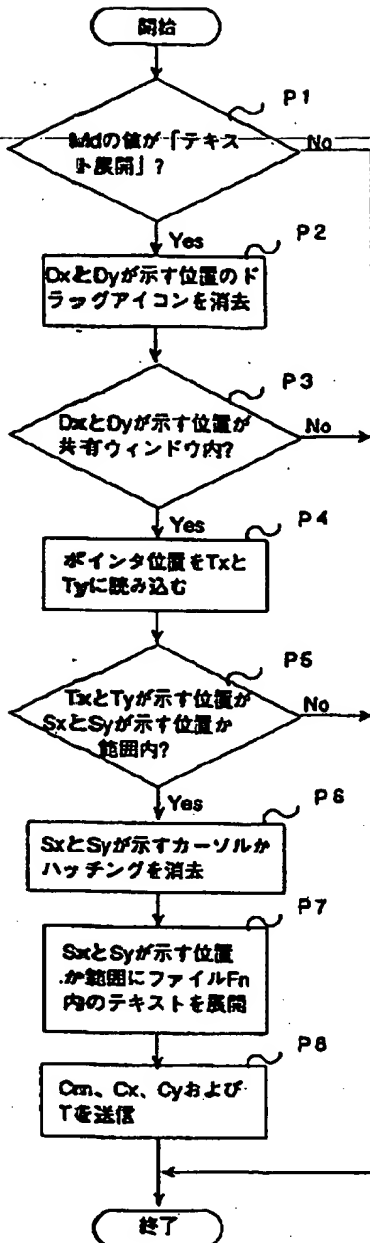 開始
P1
Mdの値が「テキス
ト展開」?
No
Yes
P2
DxとDyが示す位置のド
ラッグアイコンを消去
P3
DxとDyが示す位置が
共有ウィンドウ内?
No
Yes
P4
ポインタ位置をTxと
Tyに読み込む
P5
TxとTyが示す位置が
SxとSyが示す位置か
範囲内?
No
Yes
P6
SxとSyが示すカーソルか
ハッチングを消去
P7
SxとSyが示す位置
か範囲にファイルFn
内のテキストを展開
P8
Cm、Cx、Cyおよび
Tを送信
終了